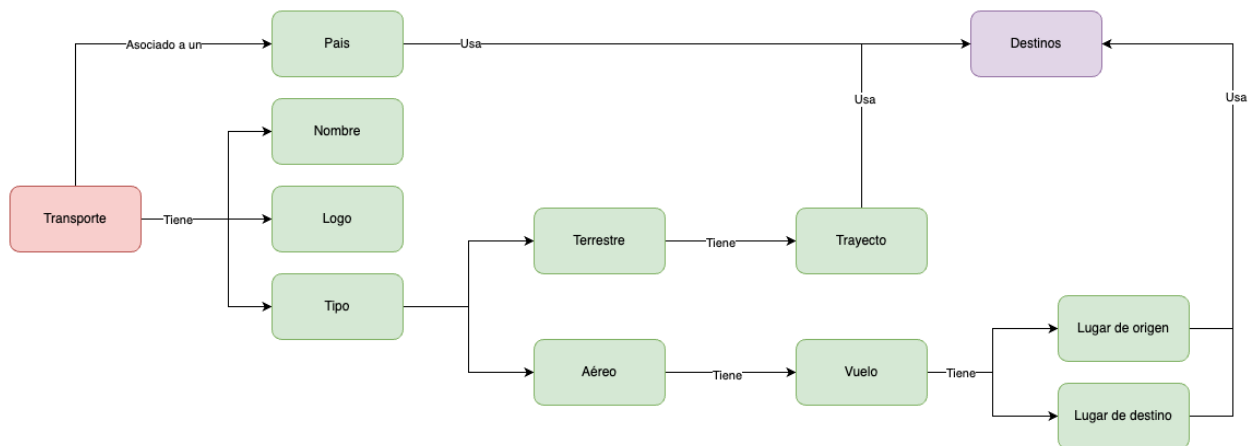 Asociado a un
Pais
Usa
Destinos
Usa
Usa
Nombre
Transporte
Tiene
Logo
Terrestre
Tiene
Trayecto
Tipo
Lugar de origen
Aéreo
Tiene
Vuelo
Tiene
Lugar de destino